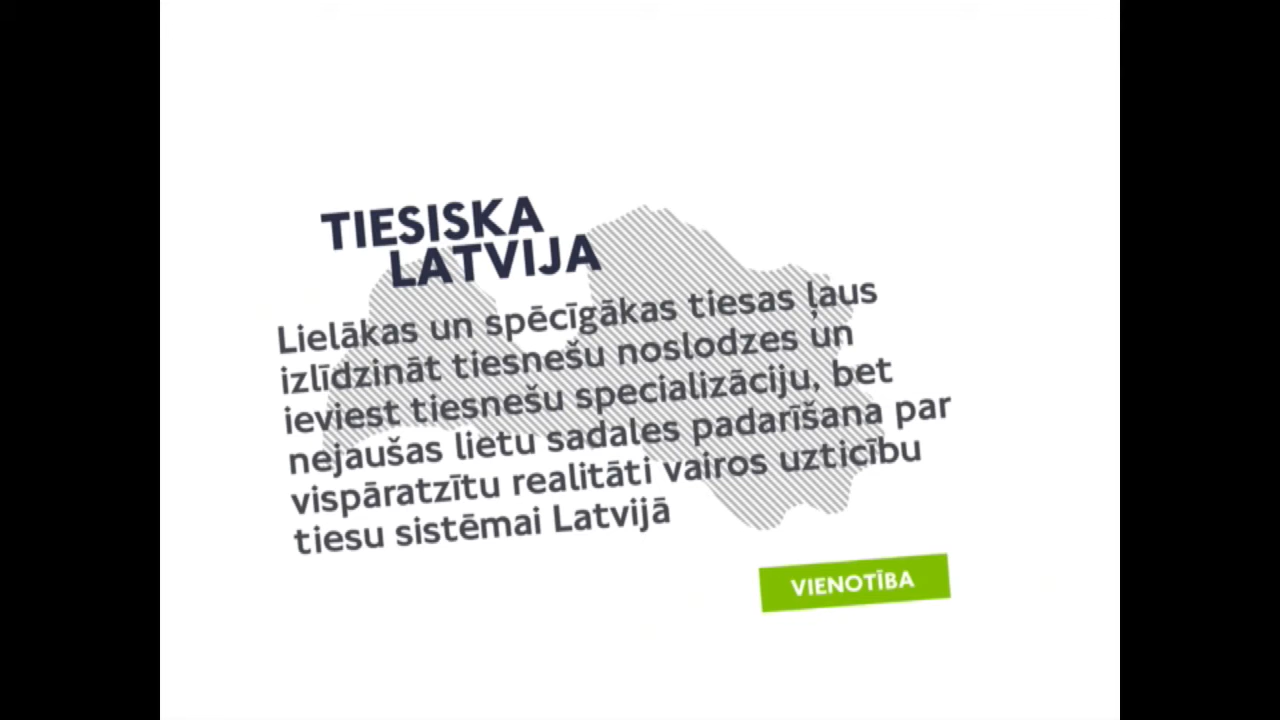 TIESISKA
LATVIJA
Lielākas un spēcīgākas tiesas ļaus
izlīdzināt tiesnešu noslodzes un
ieviest tiesnešu specializāciju, bet
nejaušas lietu sadales padarīšana par
vispāratzītu realitāti vairos uzticību
tiesu sistēmai Latvijā
VIENOTĪBA